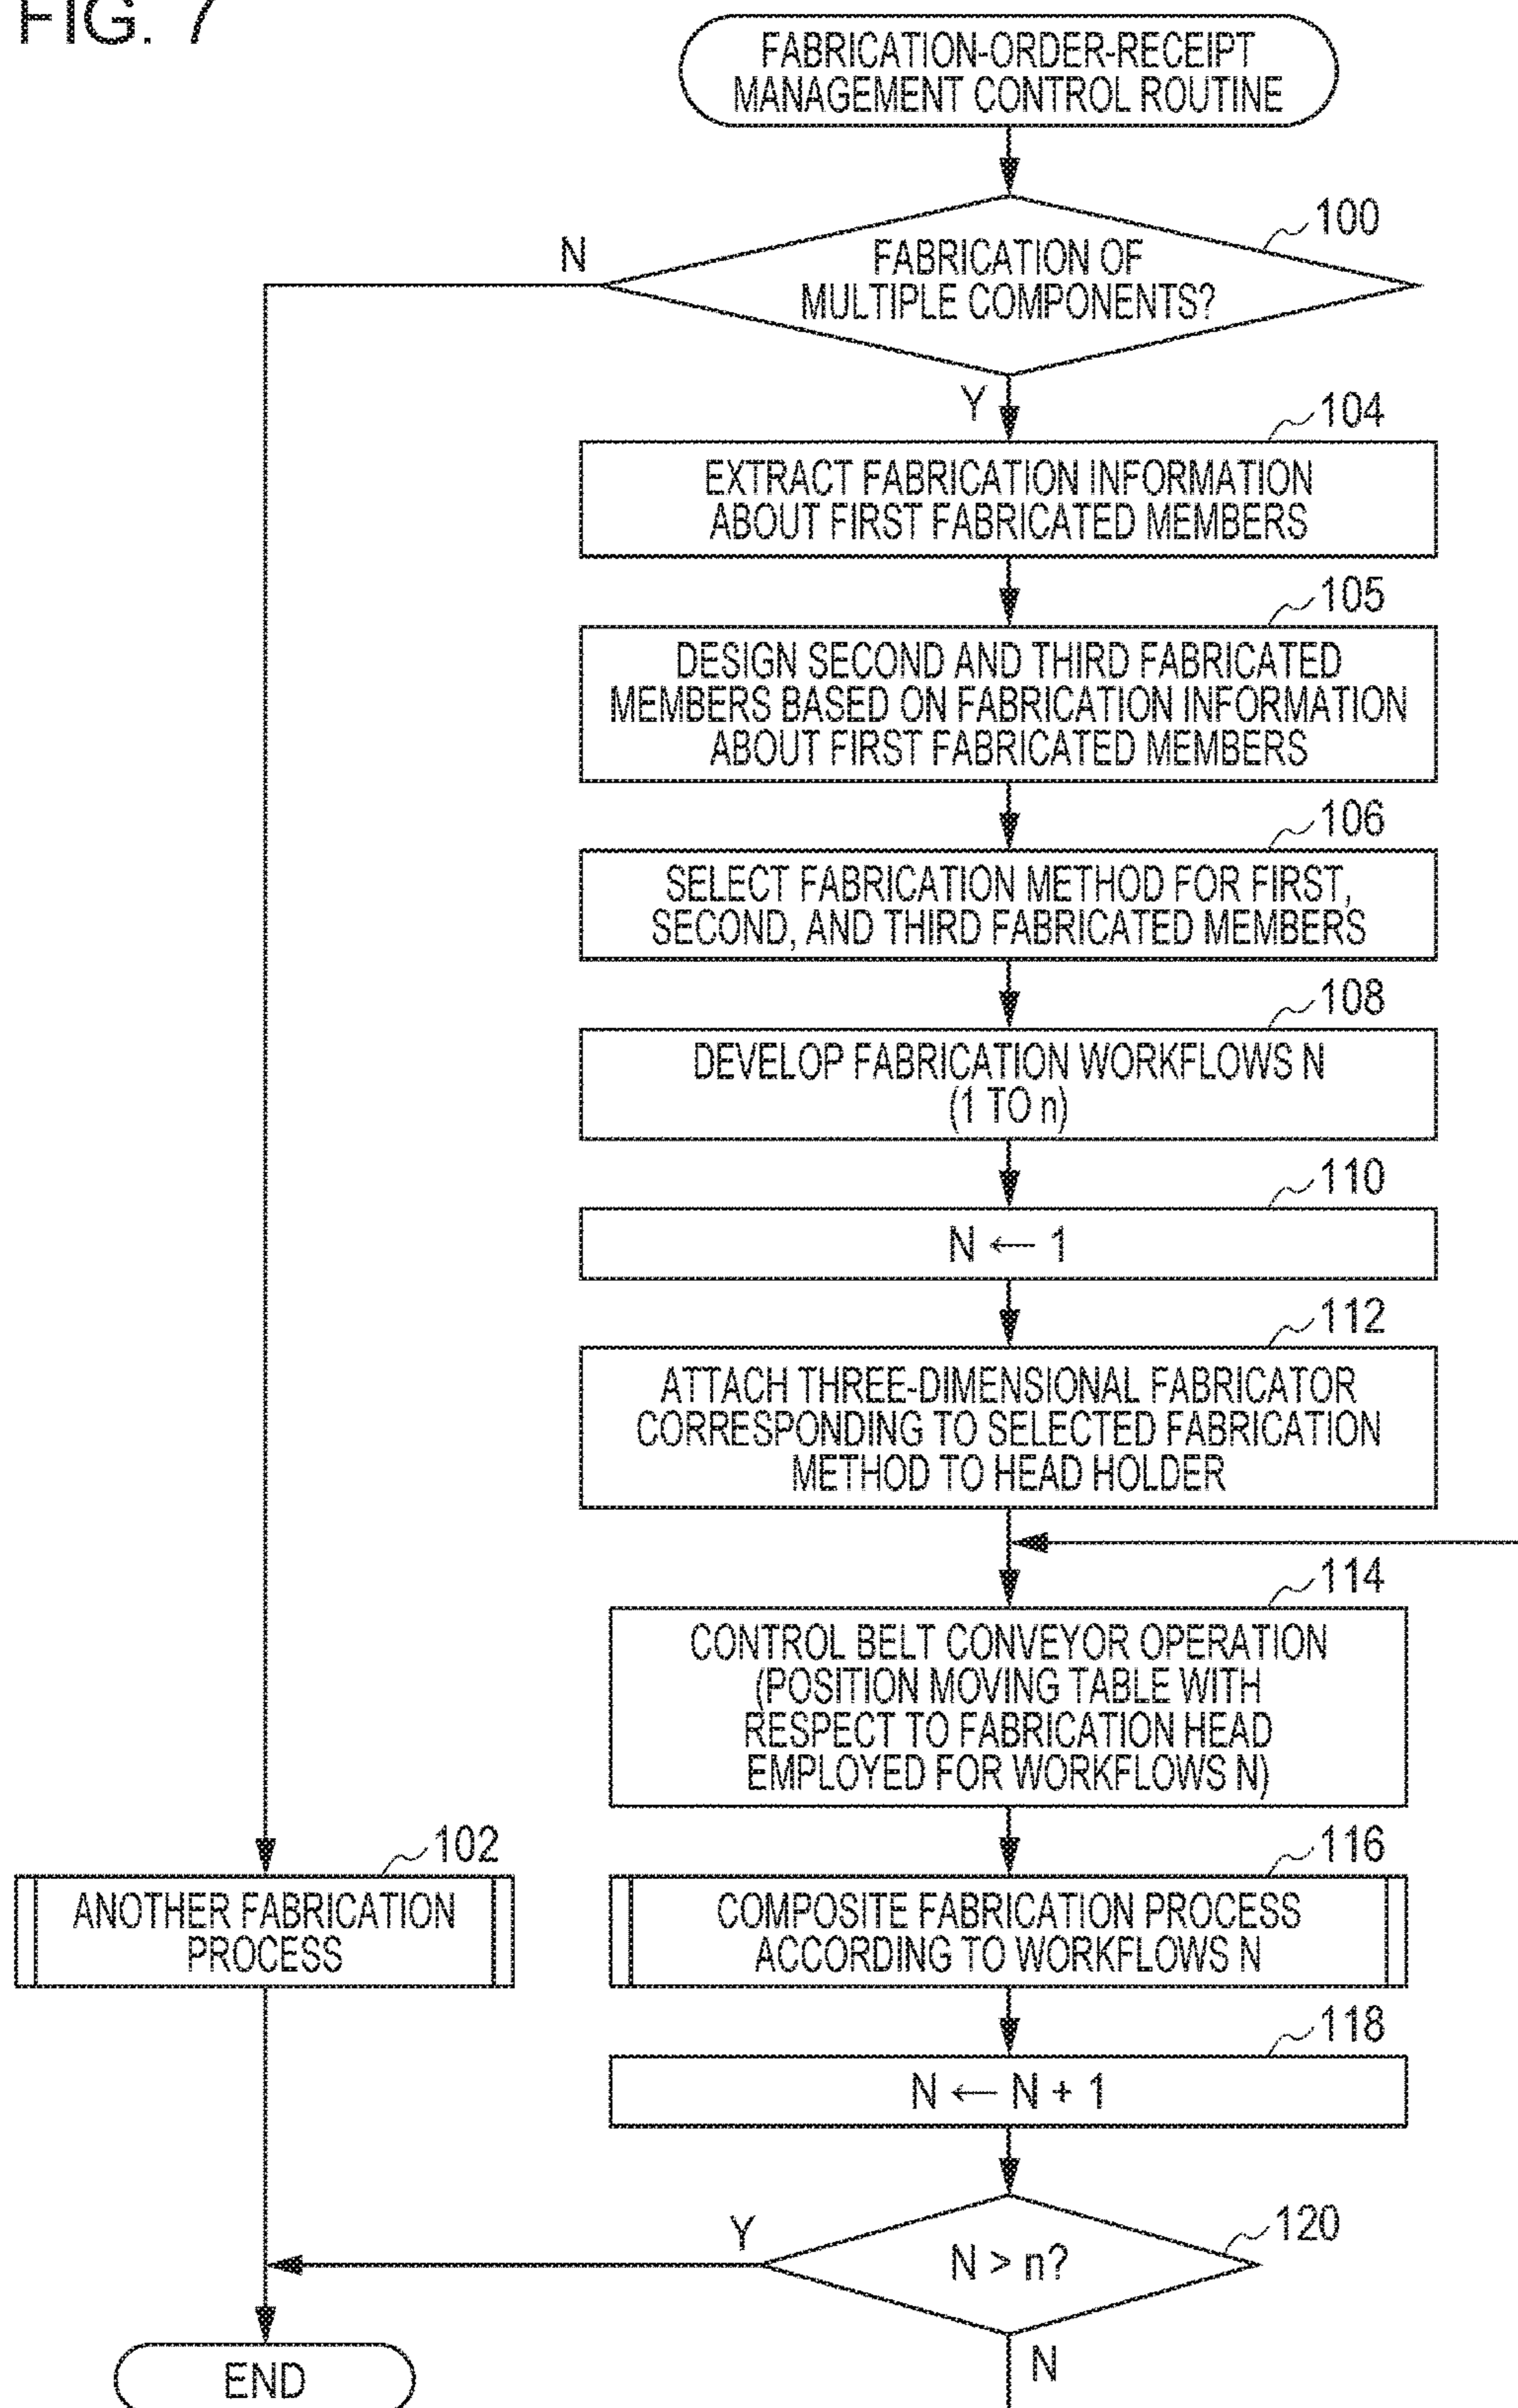 FIG. 7
FABRICATION-ORDER-RECEIPT
MANAGEMENT CONTROL ROUTINE
100
N
FABRICATION OF
MULTIPLE COMPONENTS?
Y
104
EXTRACT FABRICATION INFORMATION
ABOUT FIRST FABRICATED MEMBERS
105
DESIGN SECOND AND THIRD FABRICATED
MEMBERS BASED ON FABRICATION INFORMATION
ABOUT FIRST FABRICATED MEMBERS
106
SELECT FABRICATION METHOD FOR FIRST,
SECOND, AND THIRD FABRICATED MEMBERS
108
DEVELOP FABRICATION WORKFLOWS N
(1 TO n)
110
N ← 1
112
ATTACH THREE-DIMENSIONAL FABRICATOR
CORRESPONDING TO SELECTED FABRICATION
METHOD TO HEAD HOLDER
114
CONTROL BELT CONVEYOR OPERATION
(POSITION MOVING TABLE WITH
RESPECT TO FABRICATION HEAD
EMPLOYED FOR WORKFLOWS N)
102
ANOTHER FABRICATION
PROCESS
116
COMPOSITE FABRICATION PROCESS
ACCORDING TO WORKFLOWS N
118
N ← N + 1
120
Y
N > n?
N
END